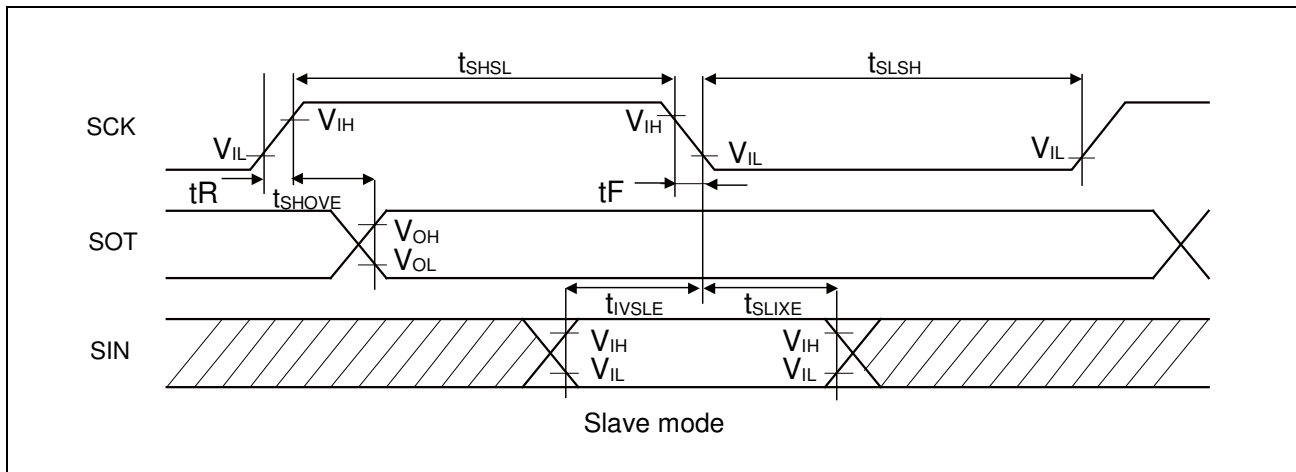 tSHSL
tSLSH
SCK
VIH
VIH
VIL
VIL
VIL
tR
tSHOVE
tF
SOT
VOH
VOL
tIVSLE
tSLIXE
SIN
VIH
VIH
VIL
VIL
Slave mode